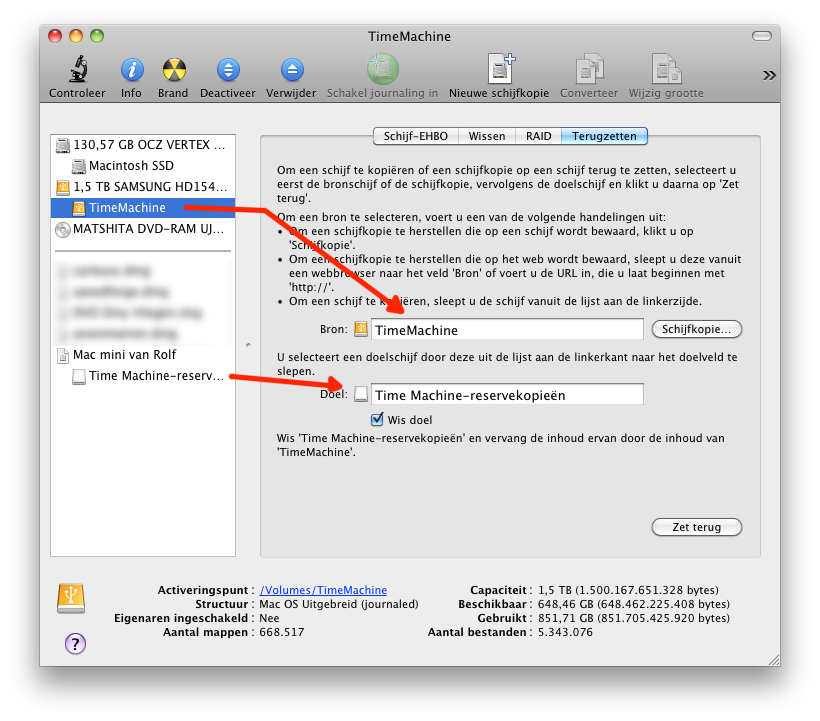 TimeMachine
Controleer Info Brand Deactiveer Verwijder Schakel journaling in Nieuwe schijfkopie Converteer Wijzig grootte
130,57 GB OCZ VERTEX ...
Macintosh SSD
1,5 TB SAMSUNG HD154...
TimeMachine
MATSHITA DVD-RAM UJ...
Mac mini van Rolf
Time Machine-reserv...
Schijf-EHBO Wissen RAID Terugzetten
Om een schijf te kopiëren of een schijfkopie op een schijf terug te zetten, selecteert u
eerst de bronschijf of de schijfkopie, vervolgens de doelschijf en klikt u daarna op 'Zet
terug'.
Om een bron te selecteren, voert u een van de volgende handelingen uit:
• Om een schijfkopie te herstellen die op een schijf wordt bewaard, klikt u op
'Schijfkopie'.
• Om een schijfkopie te herstellen die op het web wordt bewaard, sleept u deze vanuit
een webbrowser naar het veld 'Bron' of voert u de URL in, die u laat beginnen met
'http://'.
• Om een schijf te kopiëren, sleept u de schijf vanuit de lijst aan de linkerzijde.
Bron: TimeMachine Schijfkopie...
U selecteert een doelschijf door deze uit de lijst aan de linkerkant naar het doelveld te
slepen.
Doel: Time Machine-reservekopieën
Wis doel
Wis 'Time Machine-reservekopieën' en vervang de inhoud ervan door de inhoud van
'TimeMachine'.
Zet terug
Activeringspunt : /Volumes/TimeMachine
Structuur : Mac OS Uitgebreid (journaled)
Eigenaren ingeschakeld : Nee
Aantal mappen : 668.517
Capaciteit : 1,5 TB (1.500.167.651.328 bytes)
Beschikbaar : 648,46 GB (648.462.225.408 bytes)
Gebruikt : 851,71 GB (851.705.425.920 bytes)
Aantal bestanden : 5.343.076